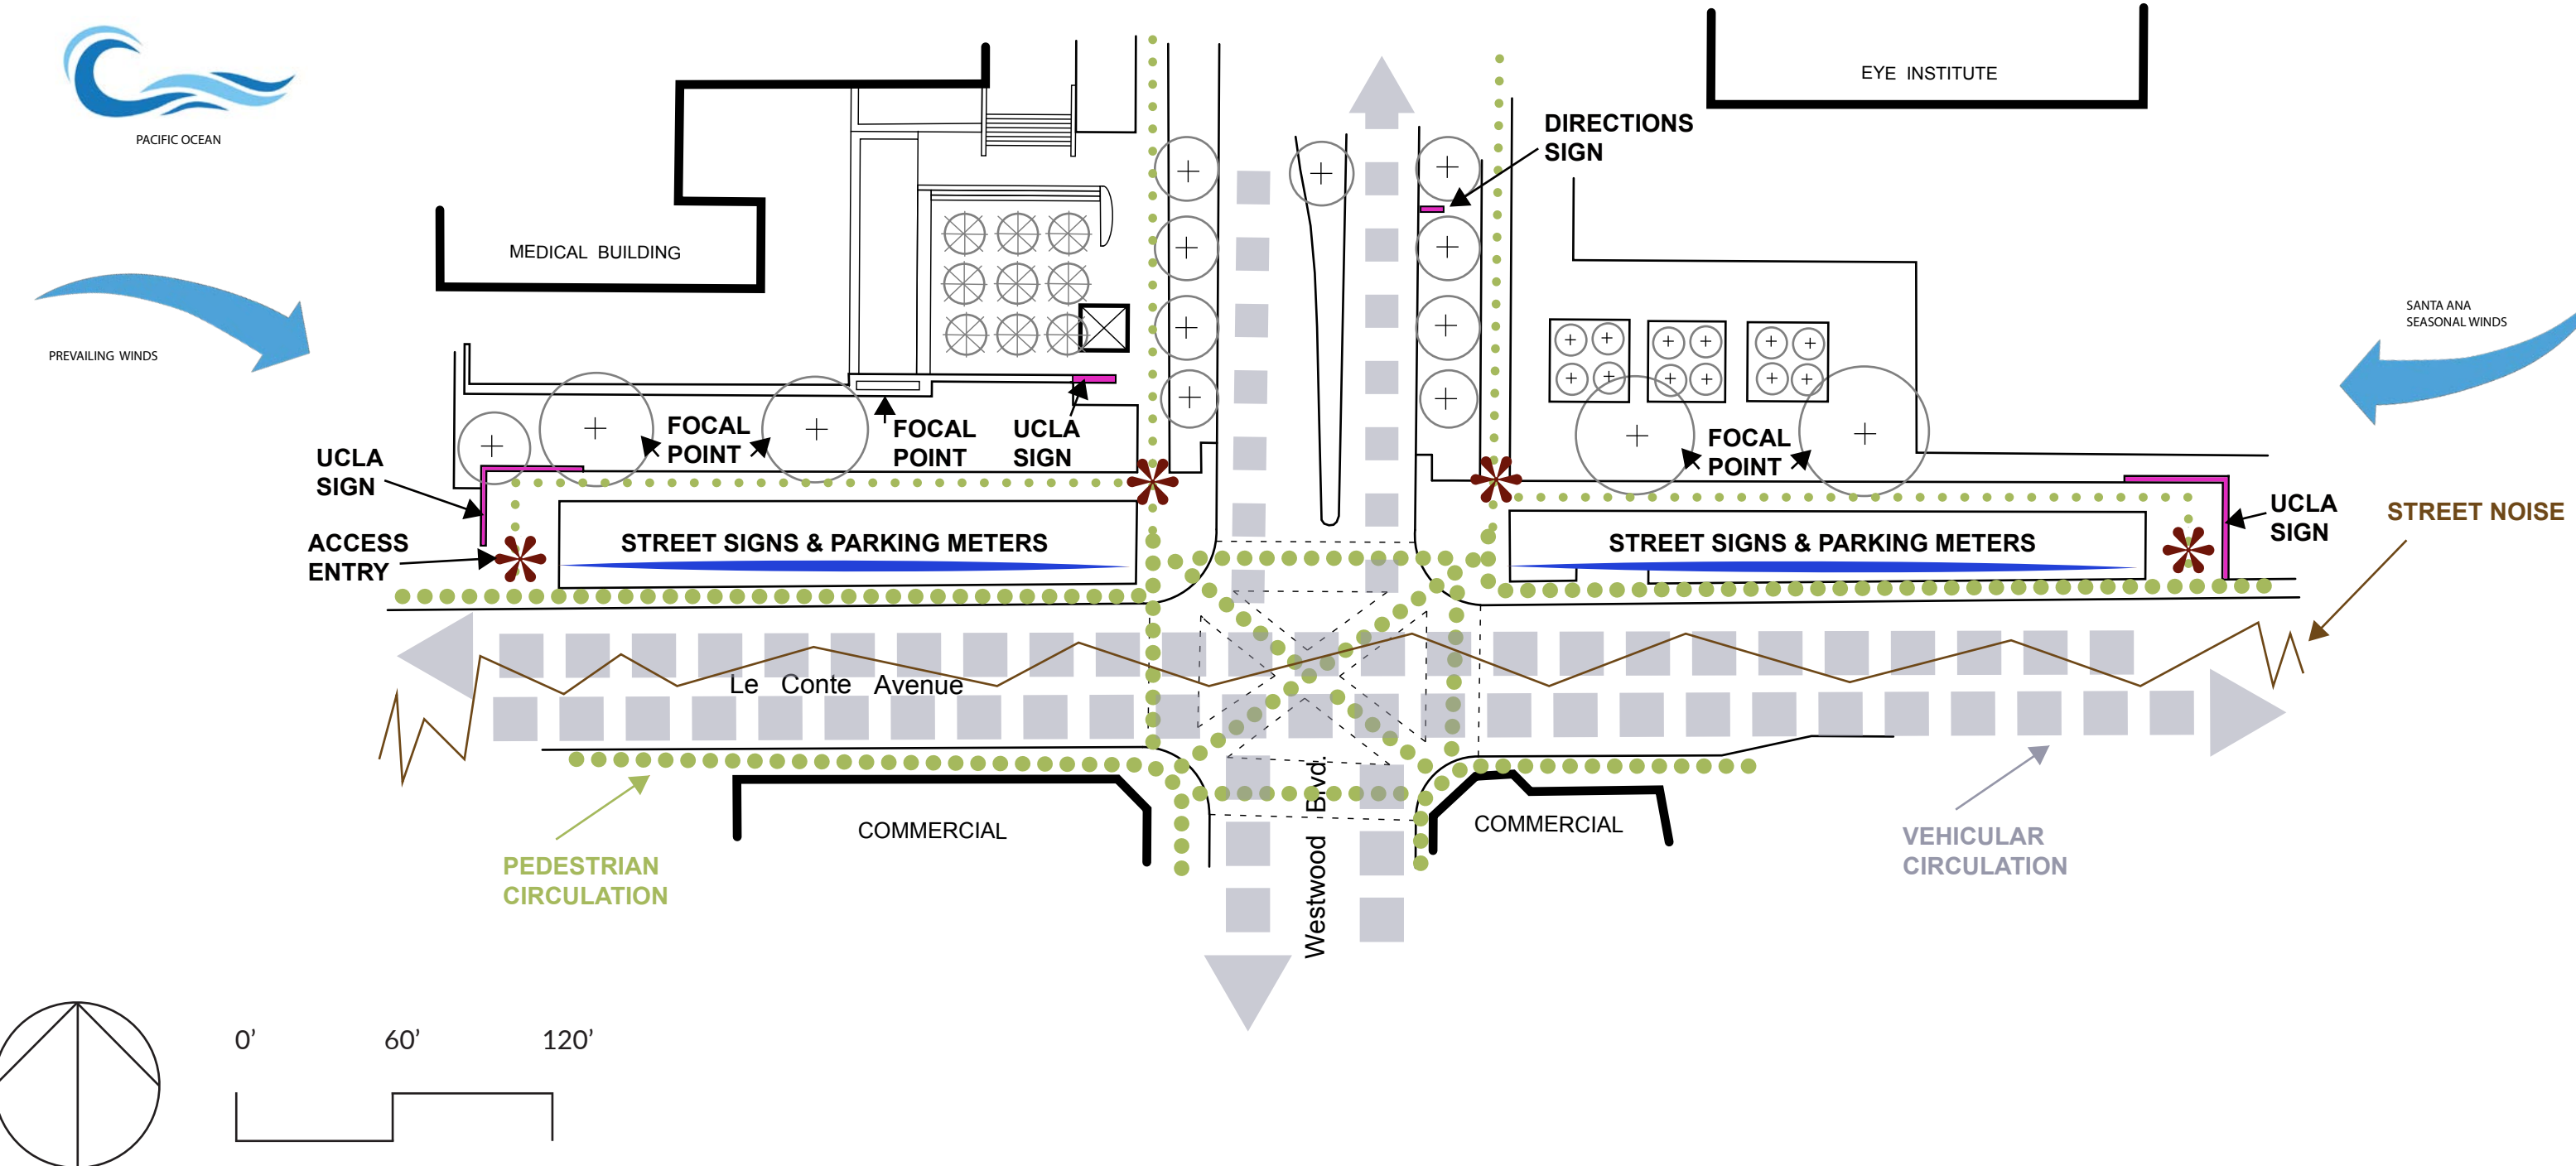 PACIFIC OCEAN
EYE INSTITUTE
DIRECTIONS
SIGN
MEDICAL BUILDING
PREVAILING WINDS
SANTA ANA
SEASONAL WINDS
FOCAL
POINT
FOCAL
POINT
UCLA
SIGN
FOCAL
POINT
UCLA
SIGN
ACCESS
ENTRY
STREET SIGNS & PARKING METERS
STREET SIGNS & PARKING METERS
UCLA
SIGN
STREET NOISE
Le Conte Avenue
Westwood Blvd.
COMMERCIAL
COMMERCIAL
PEDESTRIAN
CIRCULATION
VEHICULAR
CIRCULATION
0’ 60’ 120’